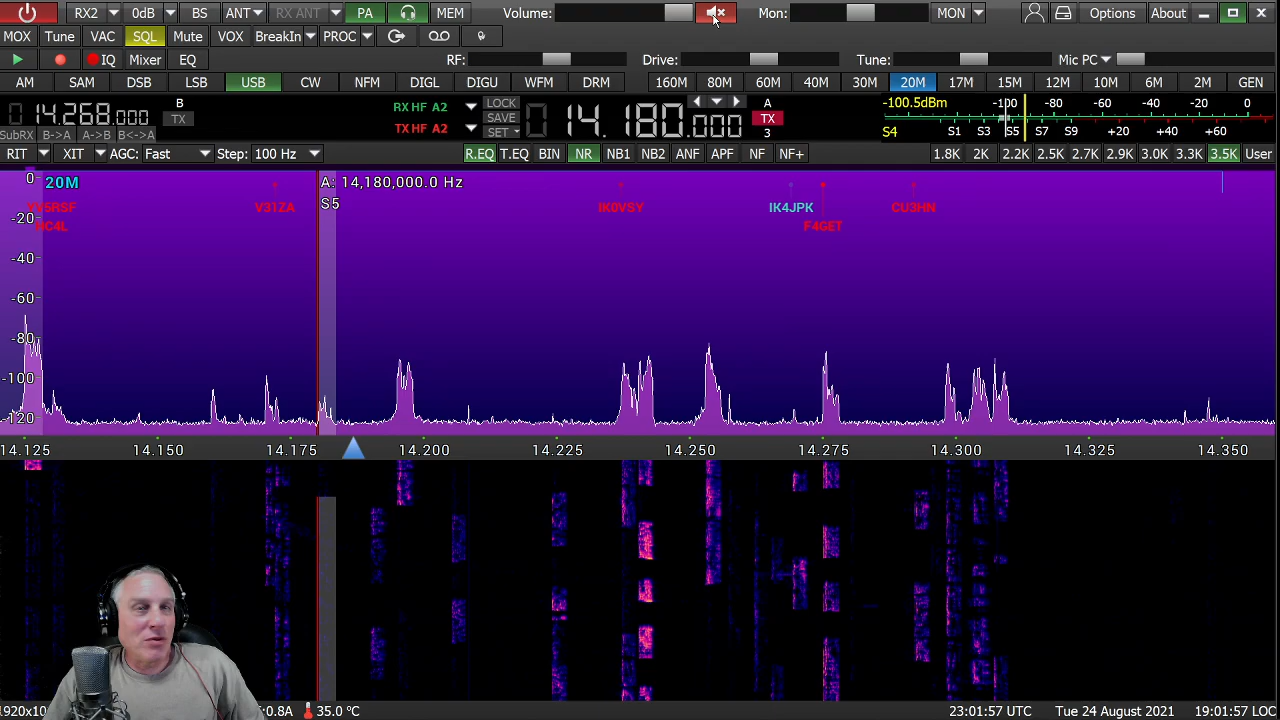 RX2 0dB BS ANT RX ANT PA MEM Volume: Mon: MON Options About
MOX Tune VAC SQL Mute VOX BreakIn PROC
IQ Mixer EQ RF: Drive: Tune: Mic PC
AM SAM DSB LSB USB CW NFM DIGL DIGU WFM DRM 160M 80M 60M 40M 30M 20M 17M 15M 12M 10M 6M 2M GEN
0 14.268.000 B TX
SubRX B->A A->B B<->A
RX HF A2
TX HF A2
LOCK
SAVE
SET
0 14.180.000 A TX 3
-100.5dBm -100 -80 -60 -40 -20 0
S4 S1 S3 S5 S7 S9 +20 +40 +60
RIT XIT AGC: Fast Step: 100 Hz R.EQ T.EQ BIN NR NB1 NB2 ANF APF NF NF+ 1.8K 2K 2.2K 2.5K 2.7K 2.9K 3.0K 3.3K 3.5K User
0 20M A: 14,180,000.0 Hz
S5
V31ZA IK0VSY IK4JPK CU3HN
F4GET
-20
-40
-60
-80
-100
-120
14.125 14.150 14.175 14.200 14.225 14.250 14.275 14.300 14.325 14.350
35.0 °C 23:01:57 UTC Tue 24 August 2021 19:01:57 LOC